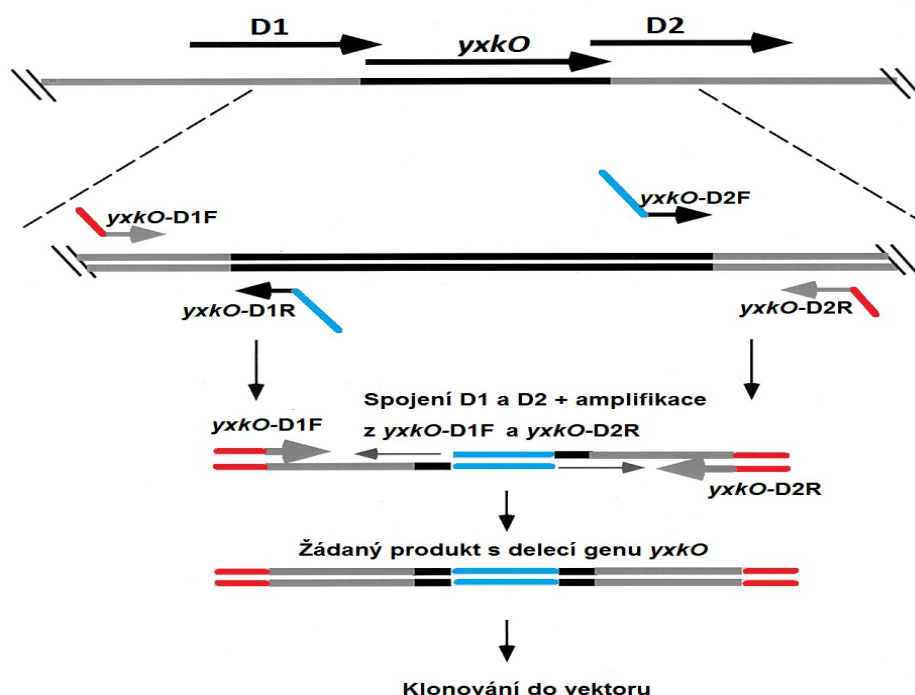 D1
yxkO
D2
yxkO-D1F
yxkO-D2F
yxkO-D1R
yxkO-D2R
Spojení D1 a D2 + amplifikace
z yxkO-D1F a yxkO-D2R
yxkO-D1F
yxkO-D2R
Žádaný produkt s delecí genu yxkO
Klonování do vektoru